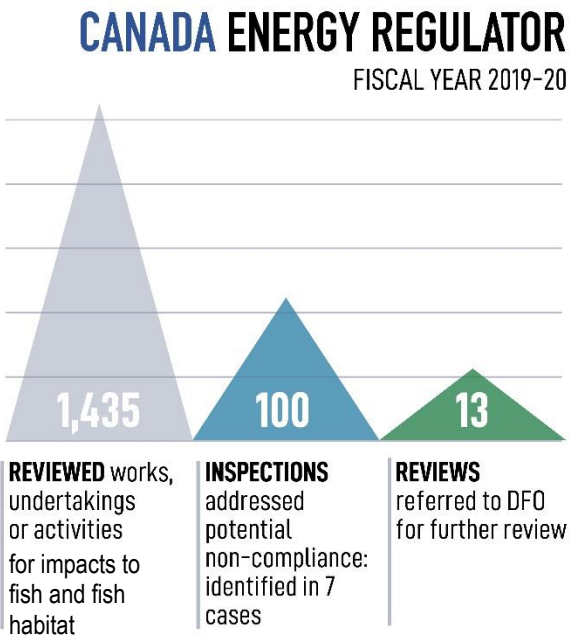 CANADA ENERGY REGULATOR
FISCAL YEAR 2019-20
1,435
100
13
REVIEWED works,
undertakings
or activities
for impacts to
fish and fish
habitat
INSPECTIONS
addressed
potential
non-compliance:
identified in 7
cases
REVIEWS
referred to DFO
for further review